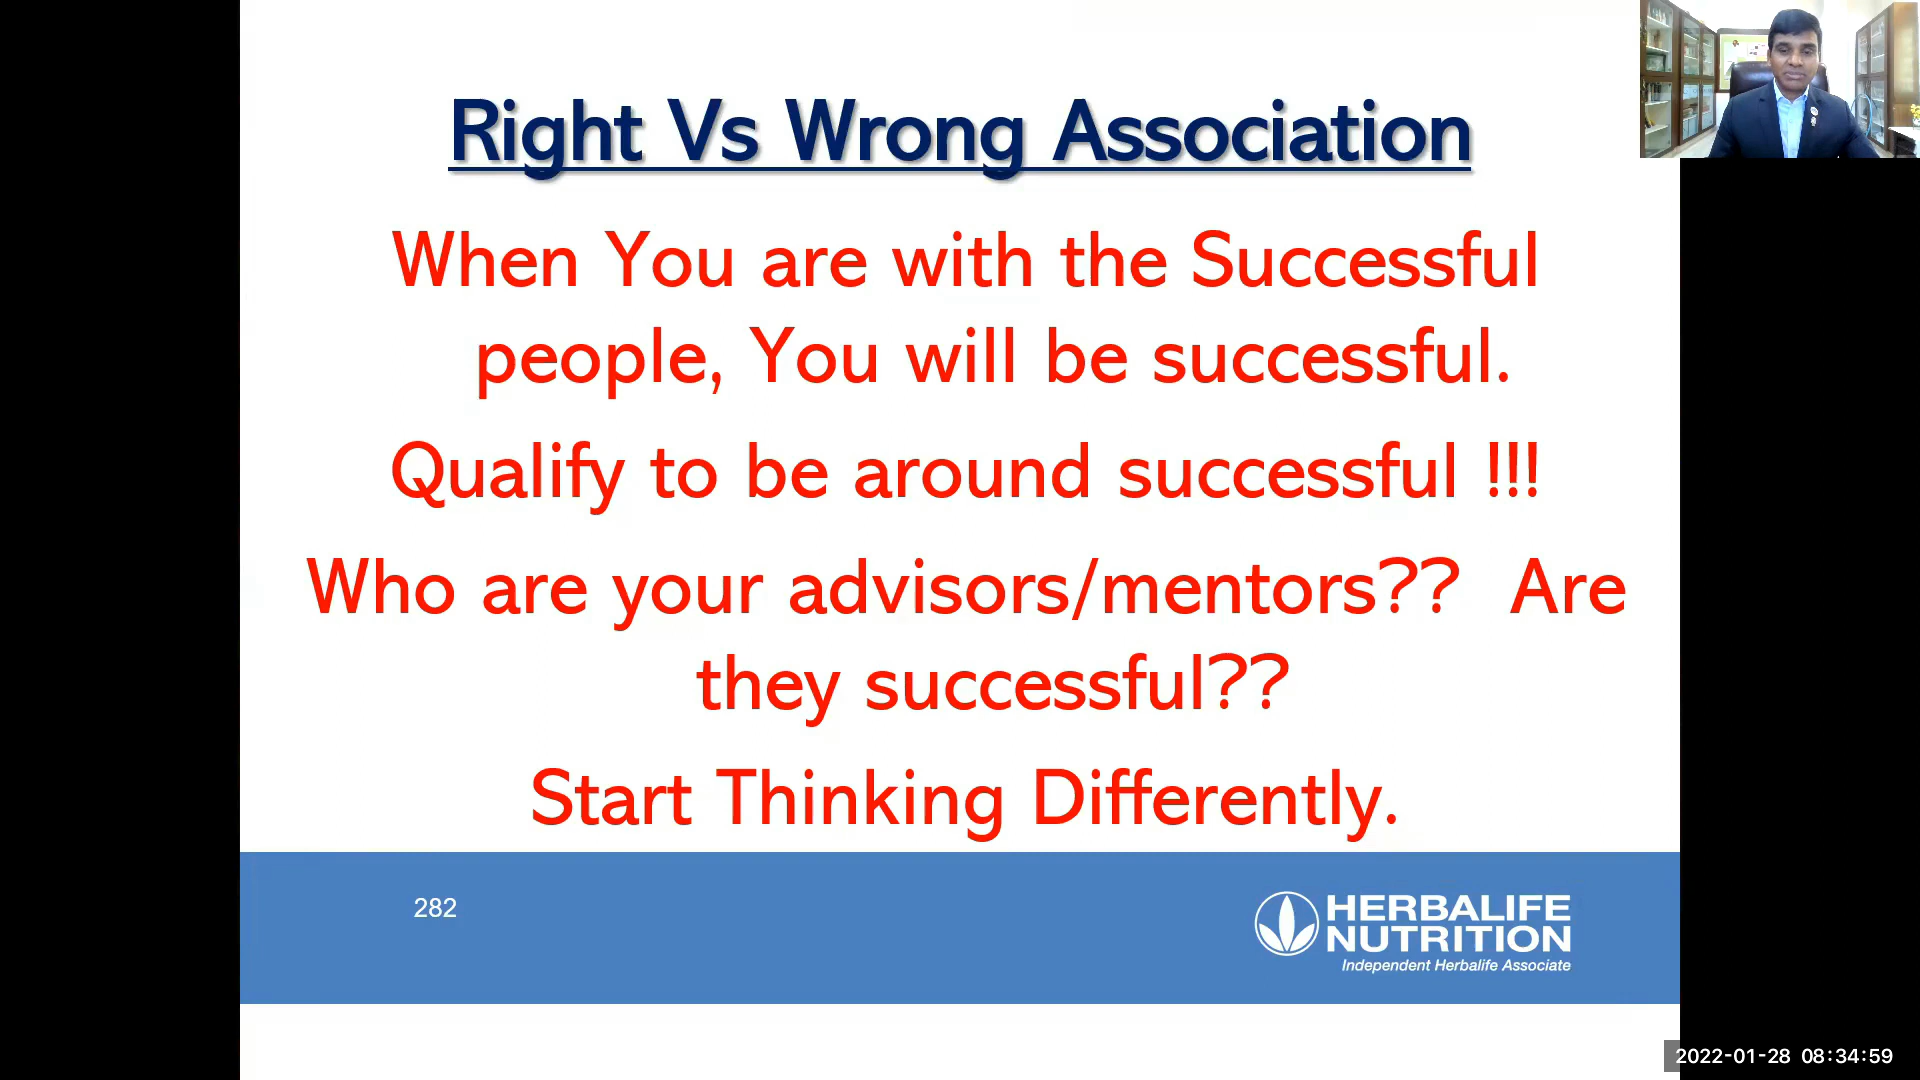 Right Vs Wrong Association
When You are with the Successful
people, You will be successful.
Qualify to be around successful !!!
Who are your advisors/mentors??  Are
they successful??
Start Thinking Differently.
282
HERBALIFE
NUTRITION
Independent Herbalife Associate
2022-01-28 08:34:59